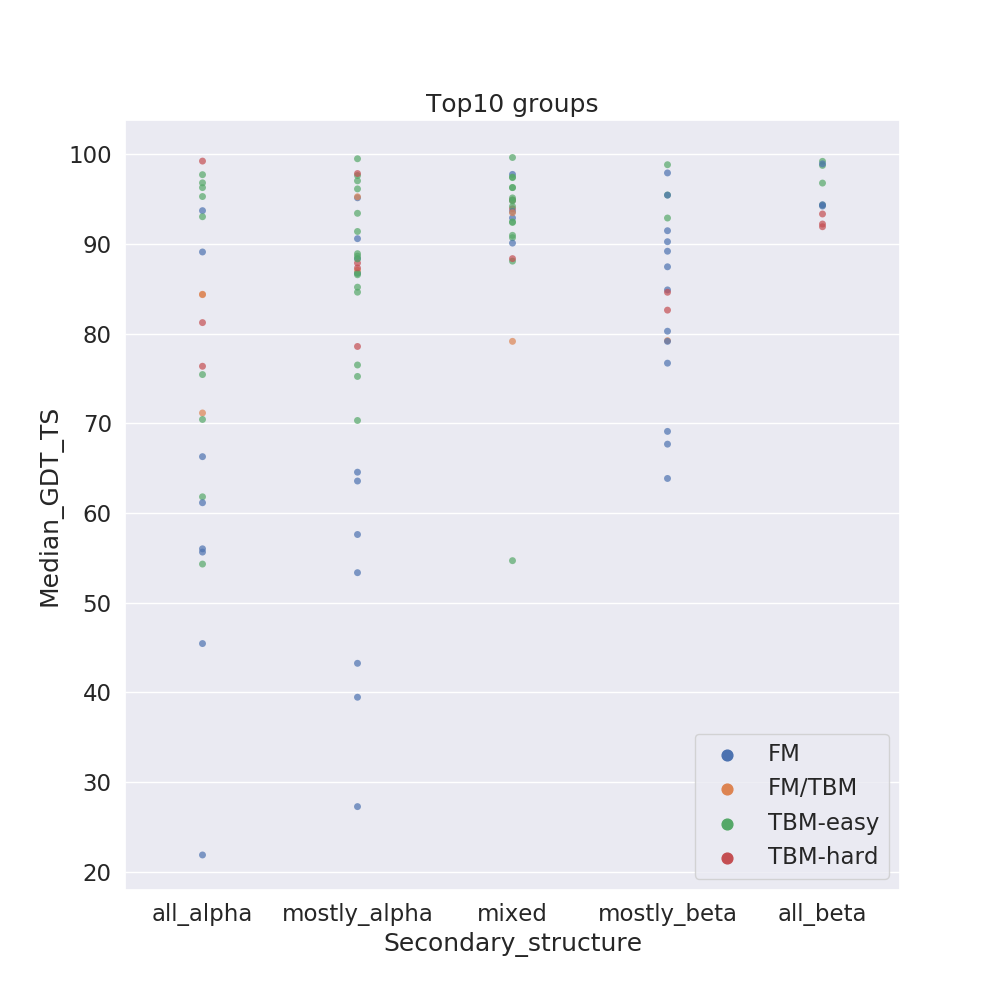 Top10 groups
Median_GDT_TS
100
90
80
70
60
50
40
30
20
FM
FM/TBM
TBM-easy
TBM-hard
all_alpha
mostly_alpha
mixed
mostly_beta
all_beta
Secondary_structure